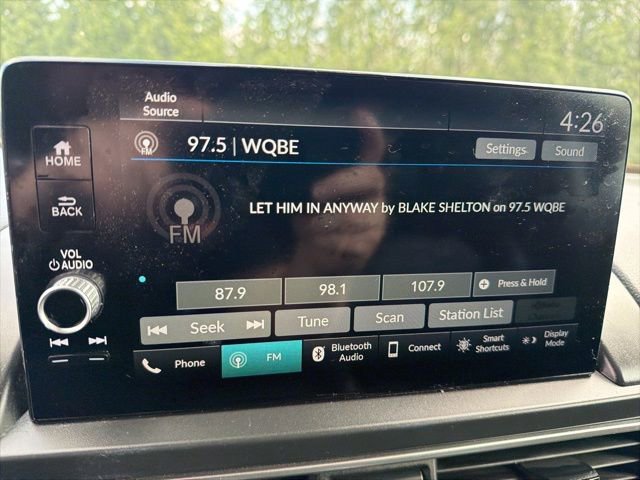 Audio
Source
4:26
HOME
FM
97.5 | WQBE
Settings
Sound
BACK
FM
LET HIM IN ANYWAY by BLAKE SHELTON on 97.5 WQBE
VOL
AUDIO
87.9
98.1
107.9
Press & Hold
Seek
Tune
Scan
Station List
Phone
FM
Bluetooth
Audio
Connect
Smart
Shortcuts
Display
Mode